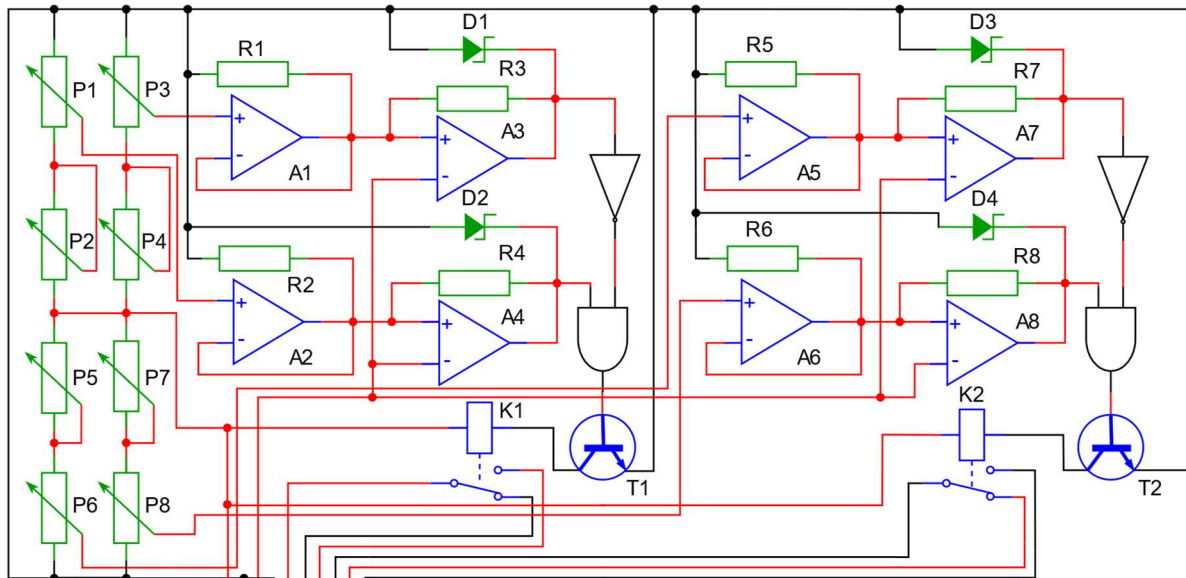 D1
D3
R1
R5
R3
R7
P1
P3
+
+
A3
+
A7
+
-
-
A1
A5
-
-
D2
D4
P2
P4
R6
R4
R8
R2
+
+
A4
+
A8
+
-
-
A2
A6
-
-
P5
P7
K1
K2
T1
T2
P6
P8